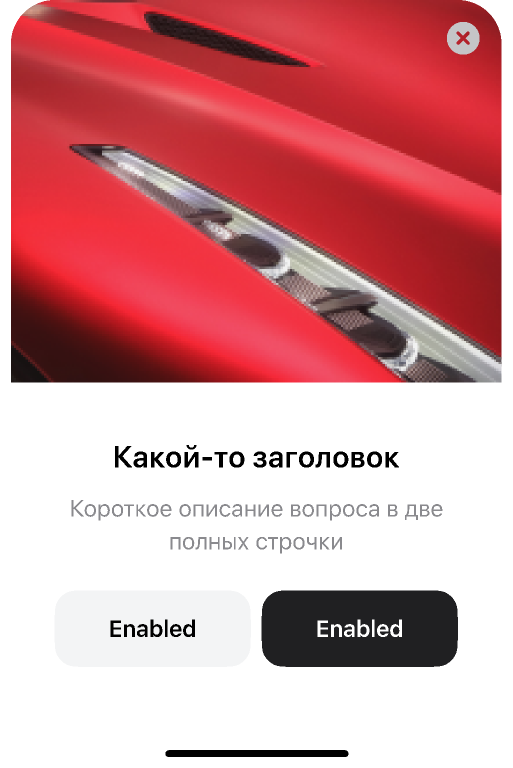 Какой-то заголовок
Короткое описание вопроса в две
полных строчки
Enabled
Enabled